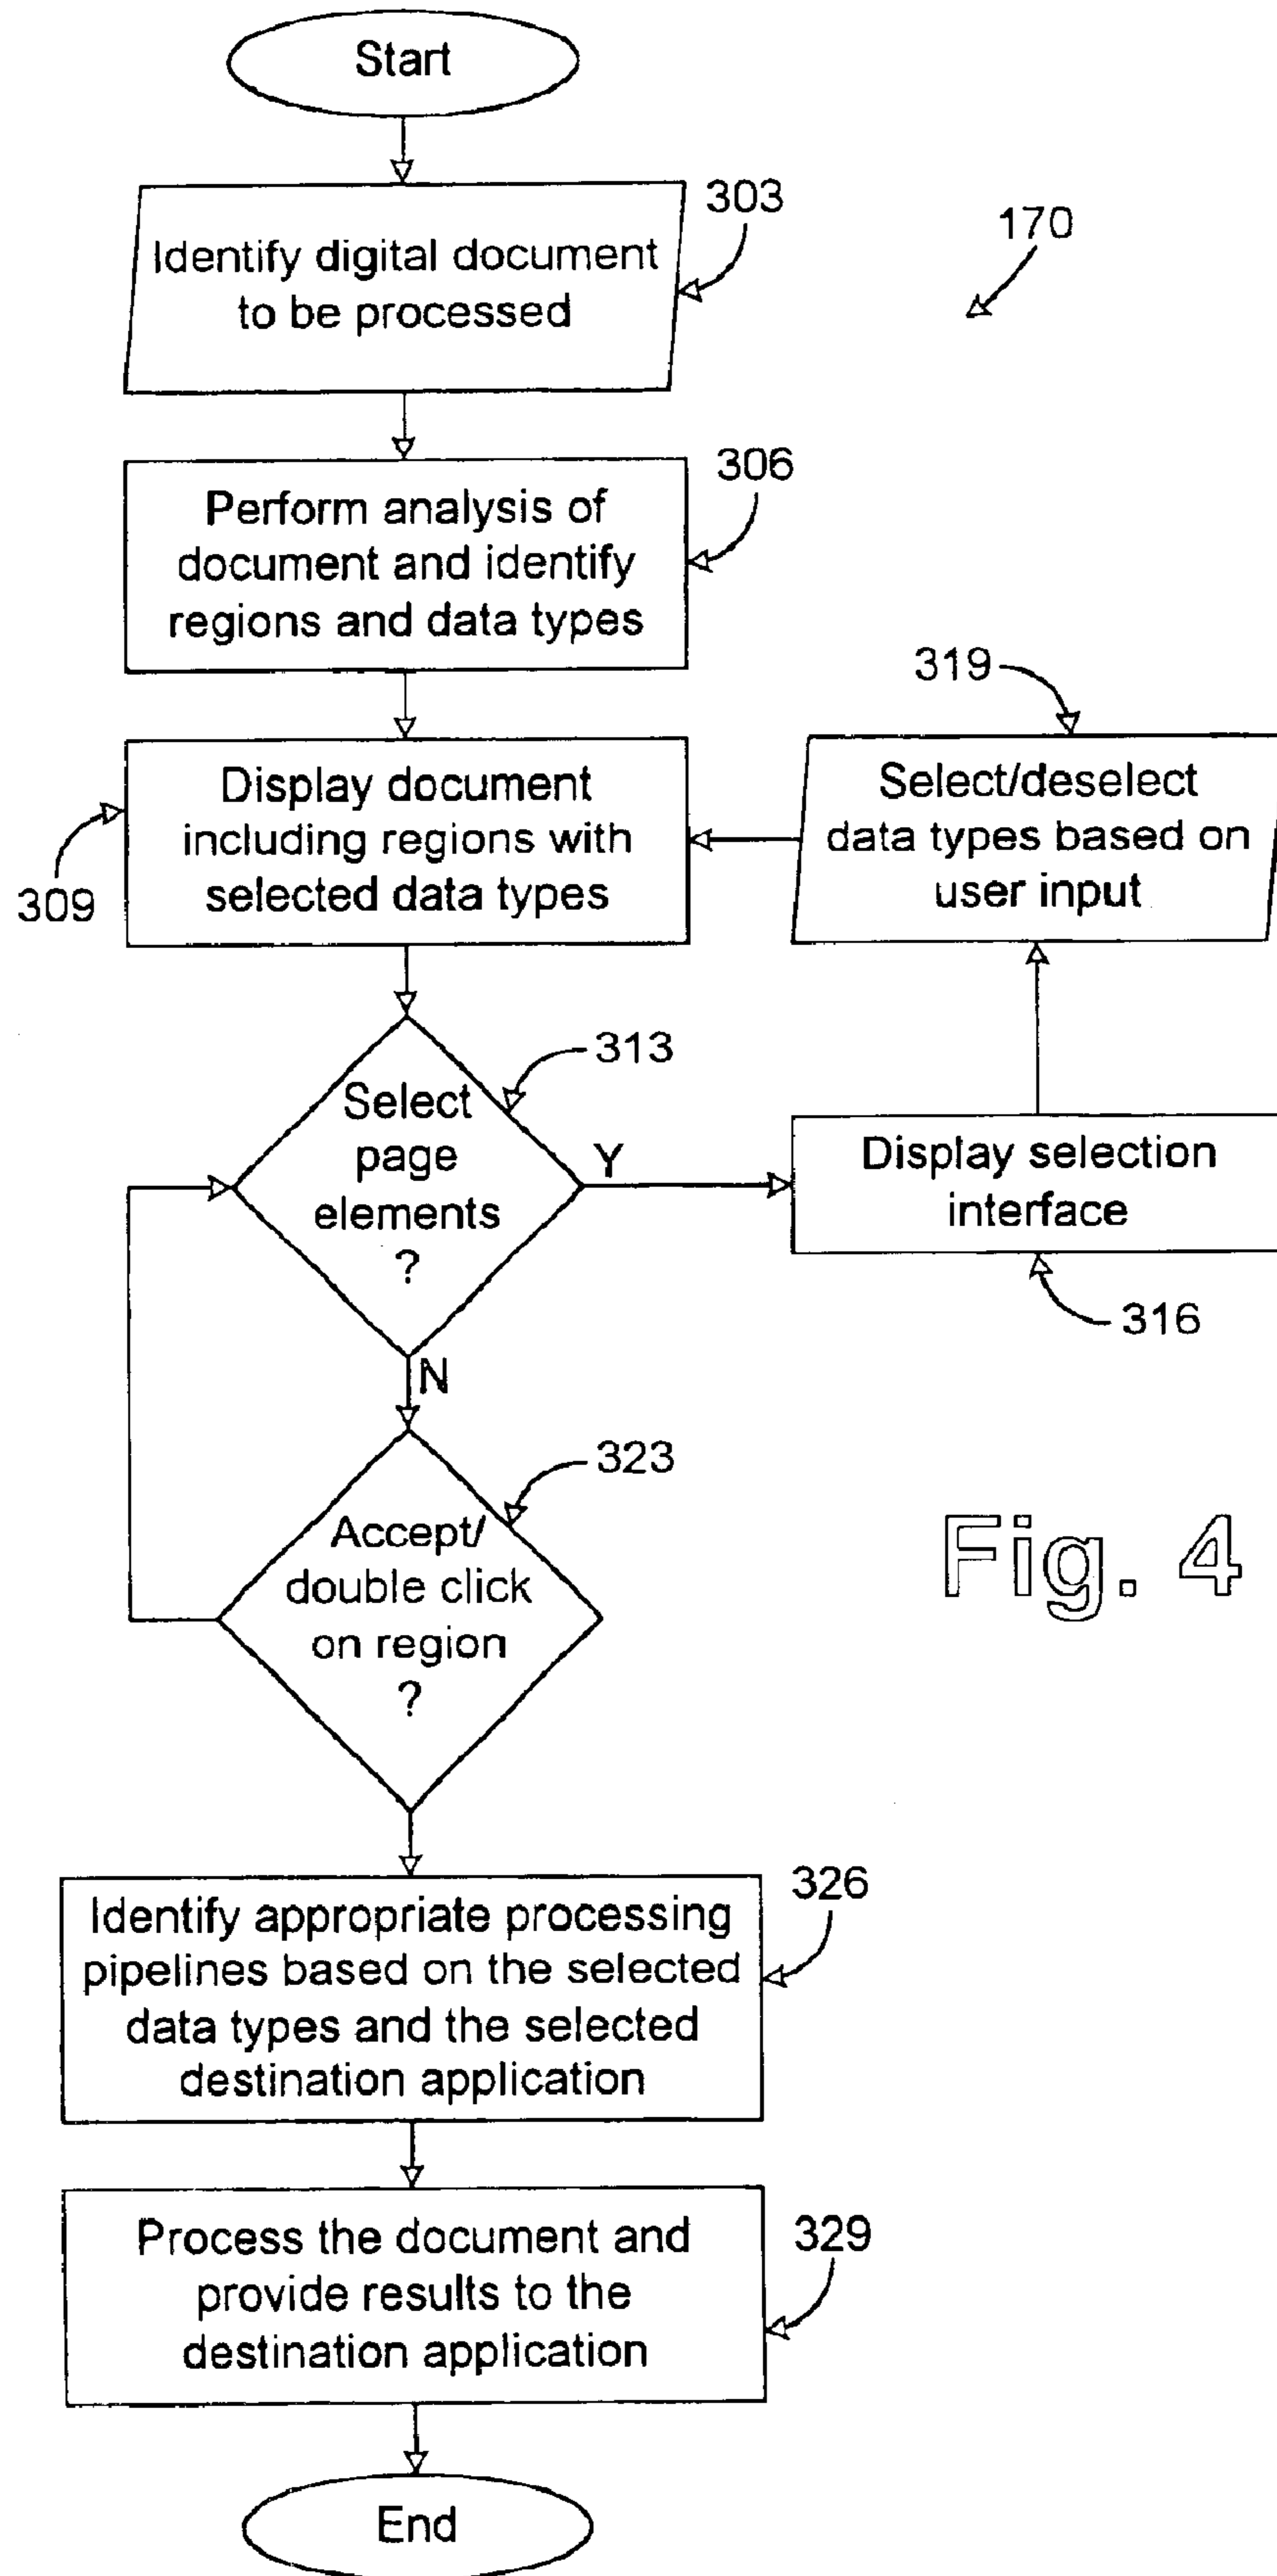 Start
Identify digital document
to be processed
303
170
Perform analysis of
document and identify
regions and data types
306
Display document
including regions with
selected data types
309
319
Select/deselect
data types based on
user input
Select
page
elements
?
313
Y
Display selection
interface
316
N
Accept/
double click
on region
?
323
Fig. 4
Identify appropriate processing
pipelines based on the selected
data types and the selected
destination application
326
Process the document and
provide results to the
destination application
329
End